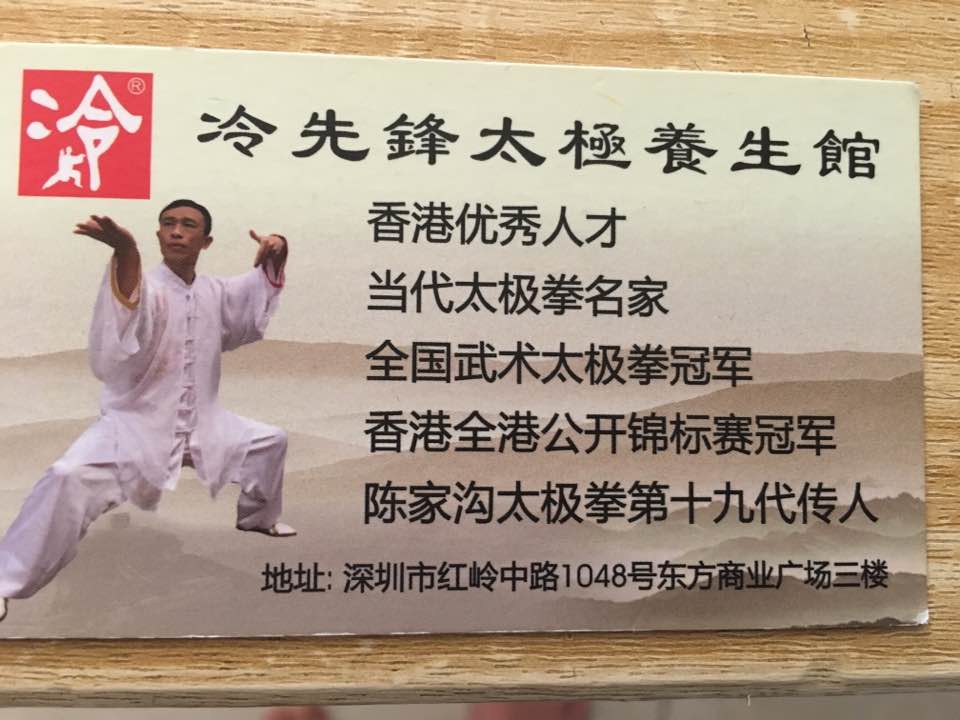 冷®
冷先鋒太極養生館
香港优秀人才
当代太极拳名家
全国武术太极拳冠军
香港全港公开锦标赛冠军
陈家沟太极拳第十九代传人
地址: 深圳市红岭中路1048号东方商业广场三楼